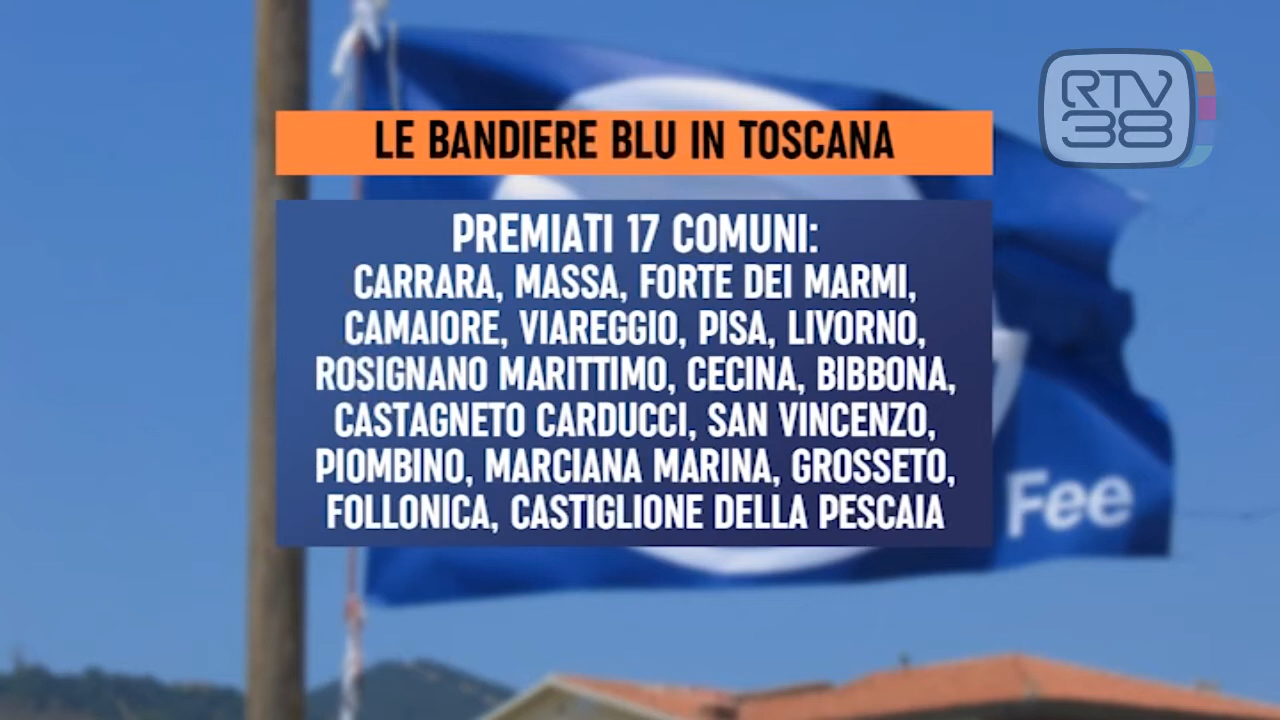 RTV
38
LE BANDIERE BLU IN TOSCANA
PREMIATI 17 COMUNI:
CARRARA, MASSA, FORTE DEI MARMI,
CAMAIORE, VIAREGGIO, PISA, LIVORNO,
ROSIGNANO MARITTIMO, CECINA, BIBBONA,
CASTAGNETO CARDUCCI, SAN VINCENZO,
PIOMBINO, MARCIANA MARINA, GROSSETO,
FOLLONICA, CASTIGLIONE DELLA PESCAIA
Fee